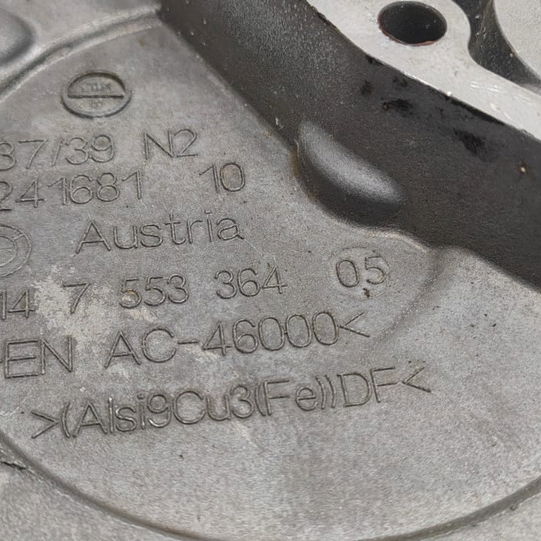 37/39 N2
241681 10
Austria
14 7 553 364 05
EN AC-46000<
>(Alsi9Cu3(Fe))DF<